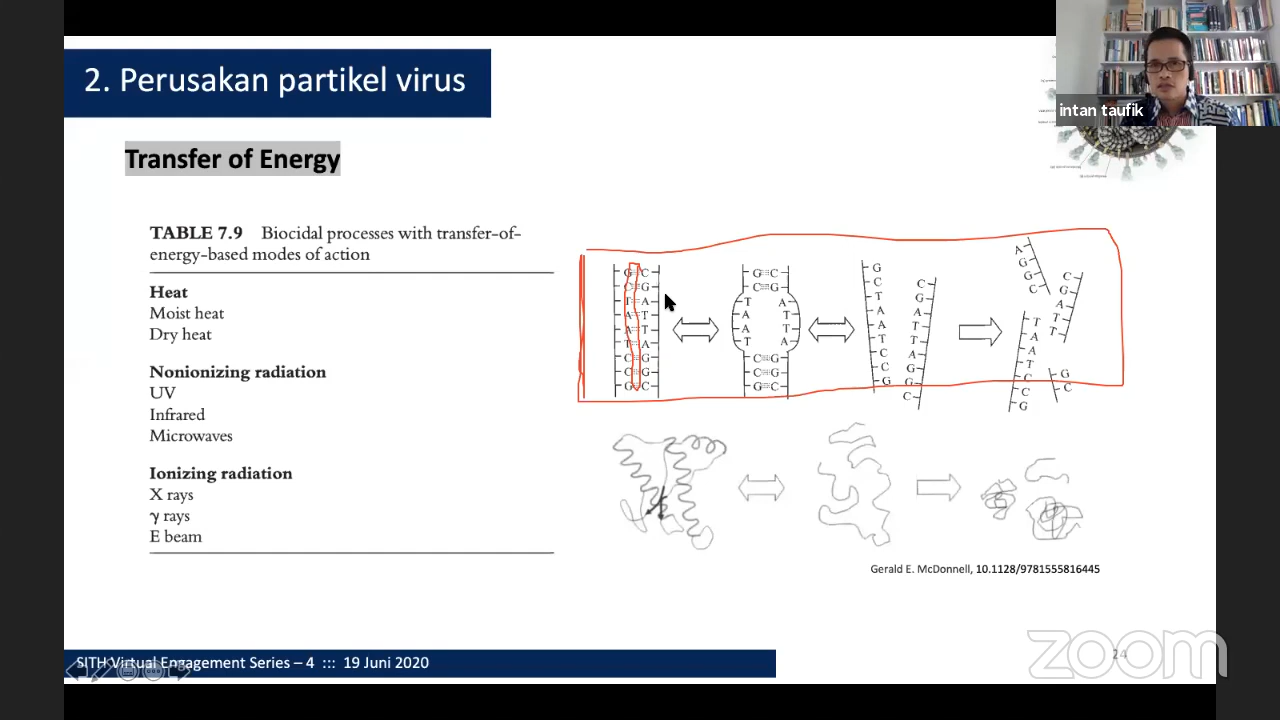 2. Perusakan partikel virus
intan taufik
Transfer of Energy
TABLE 7.9 Biocidal processes with transfer-of-
energy-based modes of action
Heat
Moist heat
Dry heat
Nonionizing radiation
UV
Infrared
Microwaves
Ionizing radiation
X rays
γ rays
E beam
G C
C G
T A
A T
A T
T A
C G
C G
G C
G C
C G
T A
A T
A T
T A
C G
C G
G C
G
C
T
A
A
T
C
C
G
C
G
A
T
T
A
G
G
C
A
G
G
C
C
G
A
T
T
T
A
A
T
C
C
G
G
C
Gerald E. McDonnell, 10.1128/9781555816445
SITH Virtual Engagement Series – 4 ::: 19 Juni 2020
24
zoom